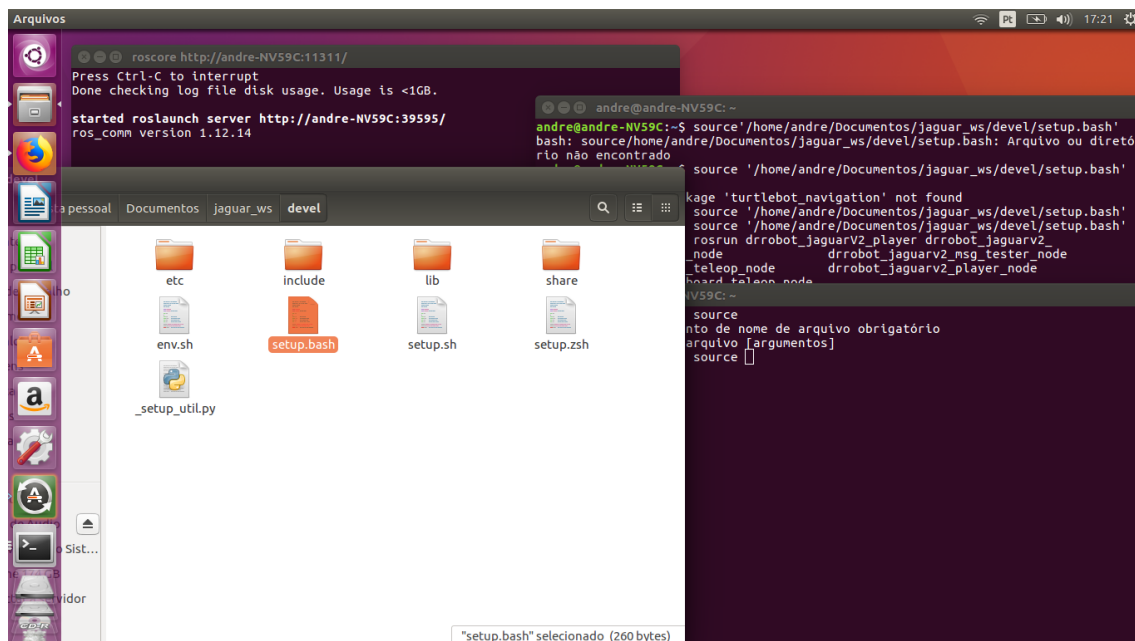 Arquivos
Pt
17:21
roscore http://andre-NV59C:11311/
Press Ctrl-C to interrupt
Done checking log file disk usage. Usage is <1GB.
started roslaunch server http://andre-NV59C:39595/
ros_comm version 1.12.14
andre@andre-NV59C: ~
andre@andre-NV59C:~$ source'/home/andre/Documentos/jaguar_ws/devel/setup.bash'
bash: source/home/andre/Documentos/jaguar_ws/devel/setup.bash: Arquivo ou diretó
rio não encontrado
$ source '/home/andre/Documentos/jaguar_ws/devel/setup.bash'
kage 'turtlebot_navigation' not found
source '/home/andre/Documentos/jaguar_ws/devel/setup.bash'
source '/home/andre/Documentos/jaguar_ws/devel/setup.bash'
rosrun drrobot_jaguarV2_player drrobot_jaguarv2_
_node drrobot_jaguarv2_msg_tester_node
_teleop_node drrobot_jaguarv2_player_node
board_teleop_node
V59C: ~
source
nto de nome de arquivo obrigatório
arquivo [argumentos]
source
ta pessoal Documentos jaguar_ws devel
etc
include
lib
share
env.sh
setup.bash
setup.sh
setup.zsh
_setup_util.py
o Sist...
"setup.bash" selecionado (260 bytes)